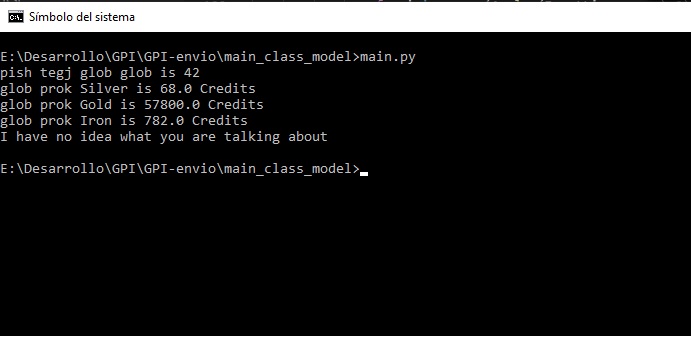 Símbolo del sistema
E:\Desarrollo\GPI\GPI-envio\main_class_model>main.py
pish tegj glob glob is 42
glob prok Silver is 68.0 Credits
glob prok Gold is 57800.0 Credits
glob prok Iron is 782.0 Credits
I have no idea what you are talking about
E:\Desarrollo\GPI\GPI-envio\main_class_model>